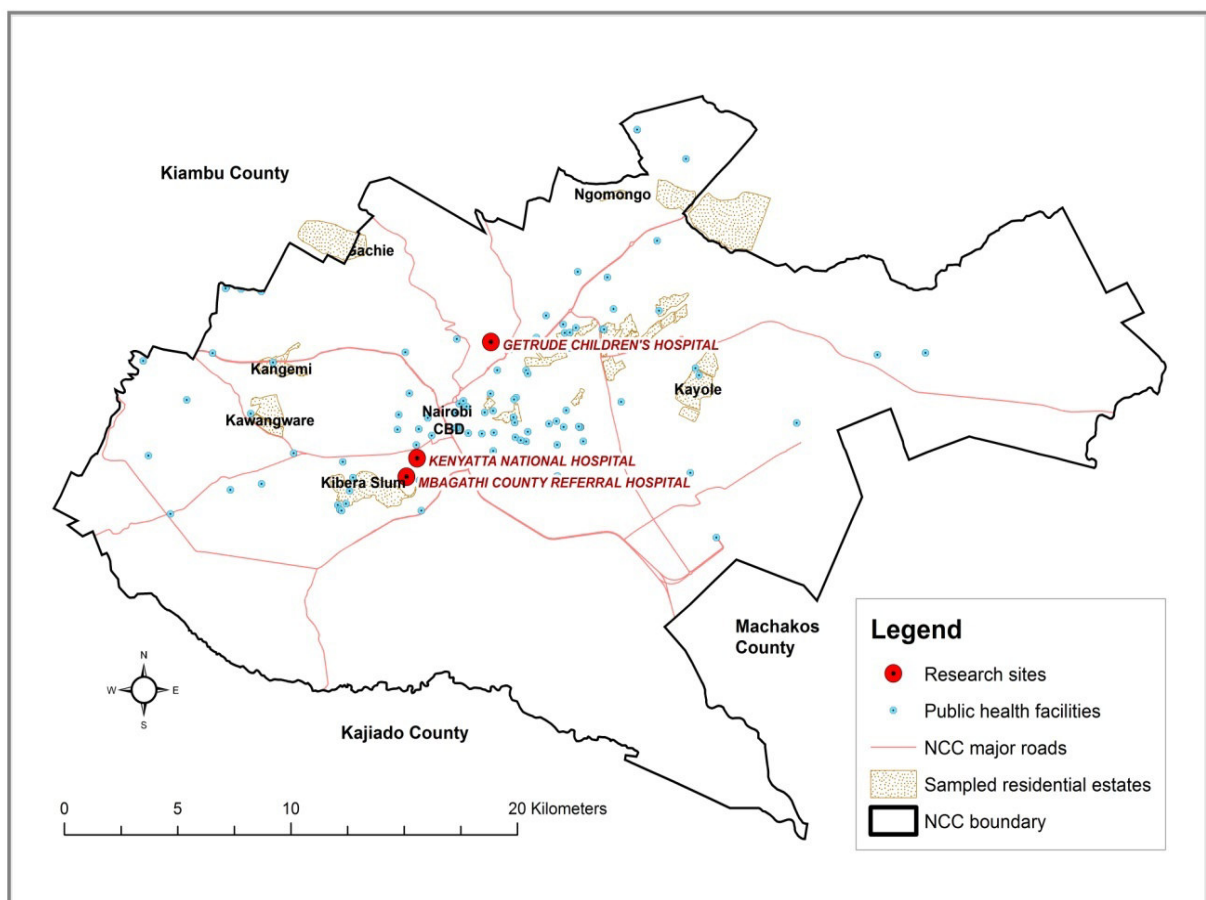 Kiambu County
Ngomongo
Gachie
GETRUDE CHILDREN'S HOSPITAL
Kangemi
Kayole
Kawangware
Nairobi
CBD
KENYATTA NATIONAL HOSPITAL
Kibera Slum
MBAGATHI COUNTY REFERRAL HOSPITAL
Machakos
County
Kajiado County
N
W
E
S
0
5
10
20 Kilometers
Legend
Research sites
Public health facilities
NCC major roads
Sampled residential estates
NCC boundary